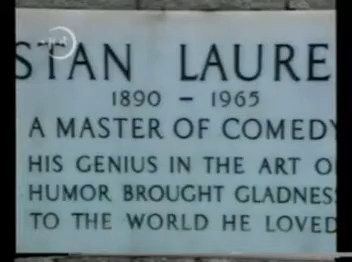 STAN LAURE
1890 - 1965
A MASTER OF COMEDY
HIS GENIUS IN THE ART O
HUMOR BROUGHT GLADNES
TO THE WORLD HE LOVED